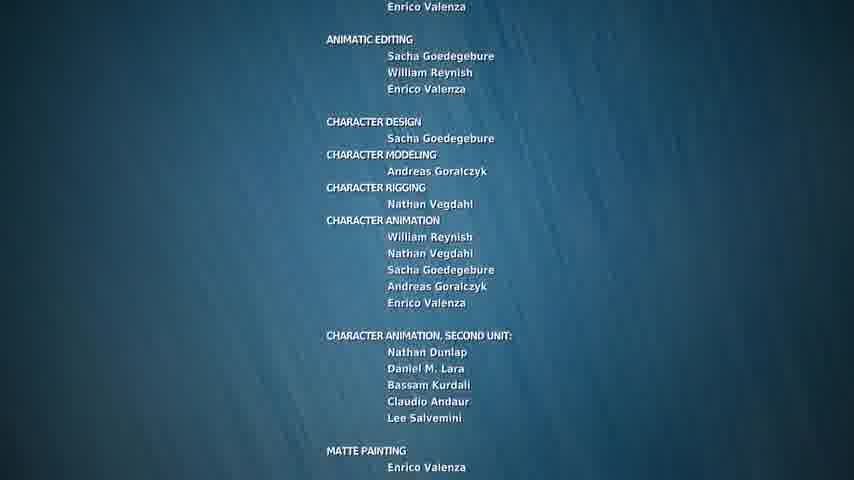 Enrico Valenza
ANIMATIC EDITING
Sacha Goedegebure
William Reynish
Enrico Valenza
CHARACTER DESIGN
Sacha Goedegebure
CHARACTER MODELING
Andreas Goralczyk
CHARACTER RIGGING
Nathan Vegdahl
CHARACTER ANIMATION
William Reynish
Nathan Vegdahl
Sacha Goedegebure
Andreas Goralczyk
Enrico Valenza
CHARACTER ANIMATION, SECOND UNIT:
Nathan Dunlap
Daniel M. Lara
Bassam Kurdali
Claudio Andaur
Lee Salvemini
MATTE PAINTING
Enrico Valenza